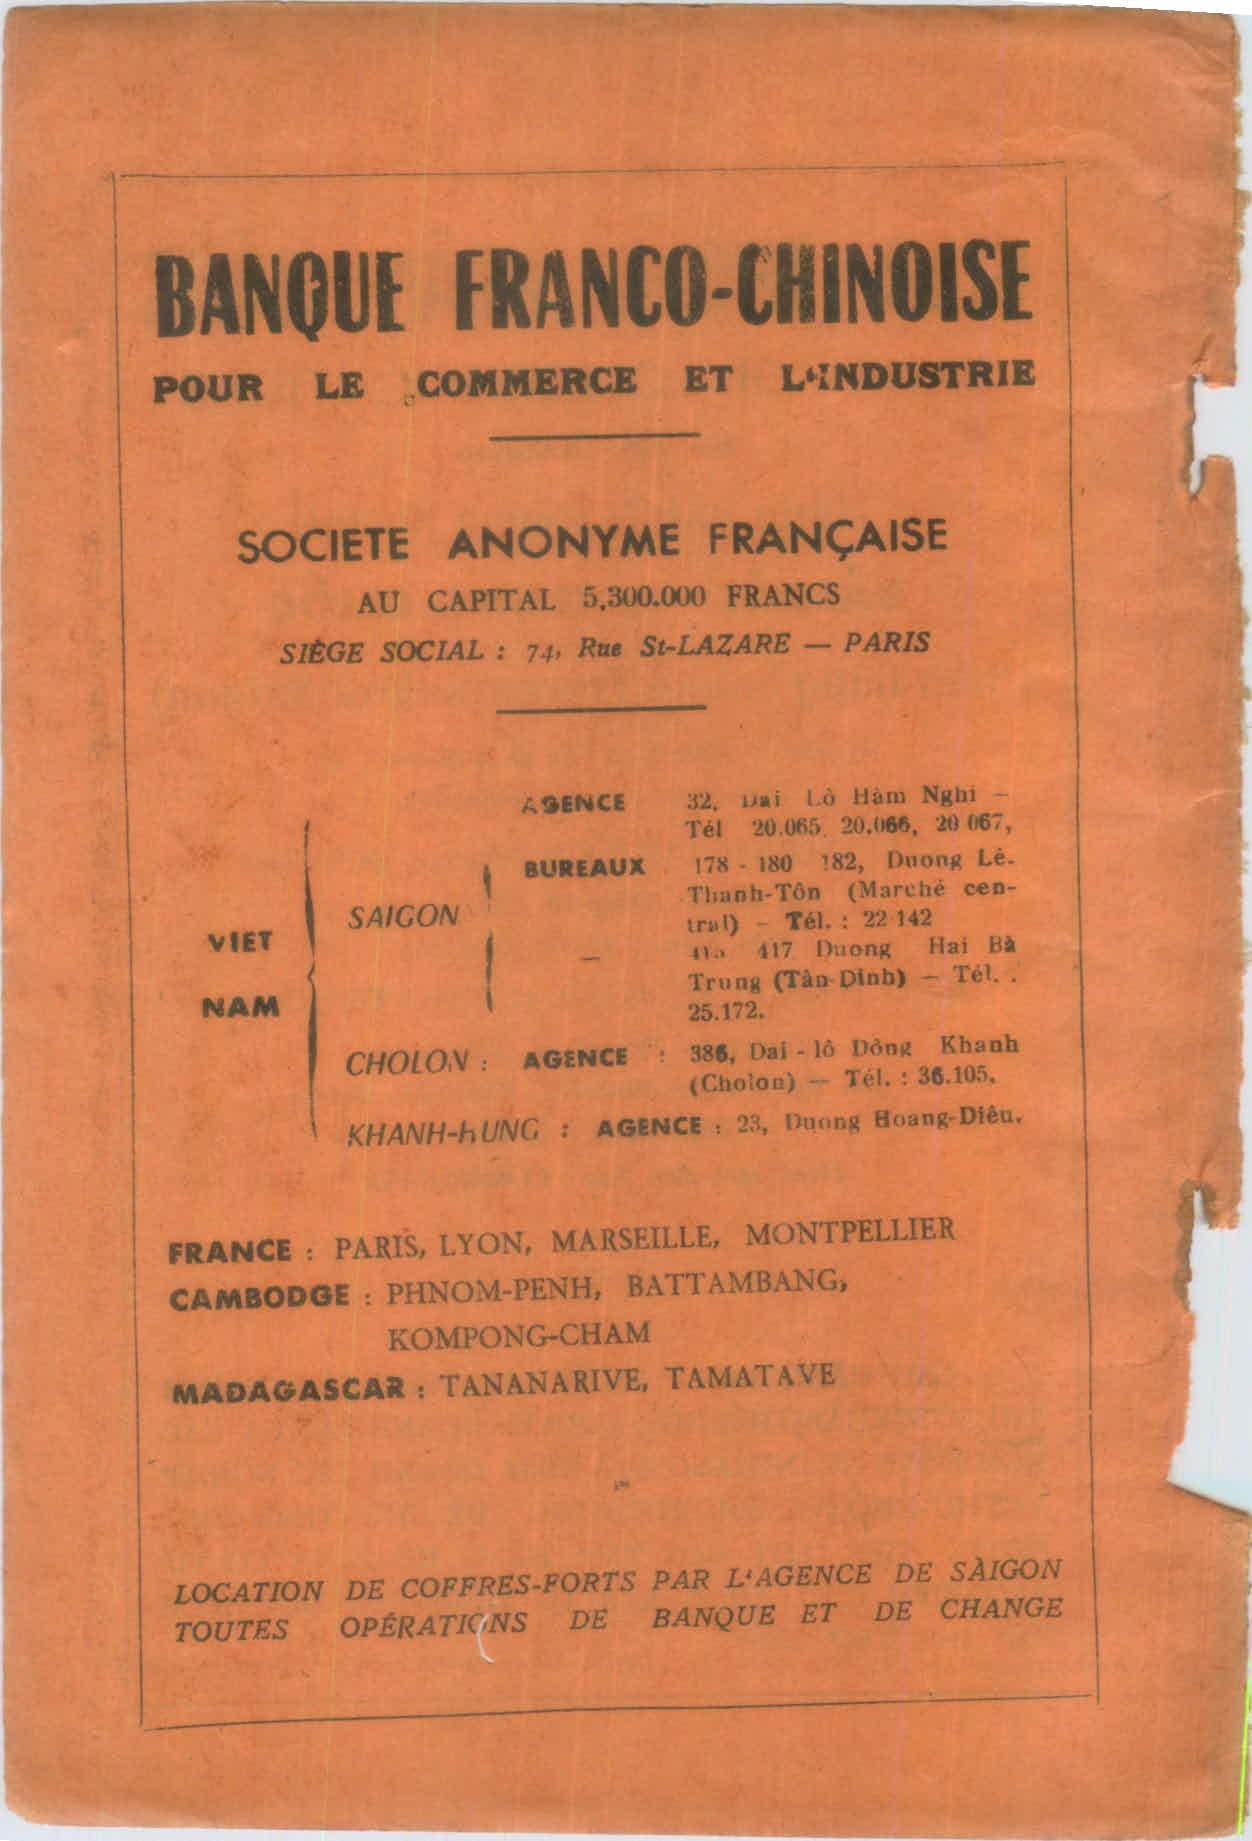 BANQUE FRANCO-CHINOISE
POUR LE COMMERCE ET L'INDUSTRIE
SOCIETE ANONYME FRANÇAISE
AU CAPITAL 5,300.000 FRANCS
SIÈGE SOCIAL : 74, Rue St-LAZARE — PARIS
VIET
NAM
SAIGON
AGENCE 32, Dai Lô Hàm Nghi —
Tél 20.065, 20.066, 20 067,
BUREAUX 178 - 180 182, Duong Lê-
Thanh-Tôn (Marché cen-
tral) — Tél. : 22 142
— 417 Duong Hai Bà
Trung (Tân-Dinh) — Tél. :
25.172.
CHOLON : AGENCE : 386, Dai - lô Dông Khanh
(Cholon) — Tél. : 36.105.
KHANH-HUNG : AGENCE : 23, Duong Hoang-Diêu.
FRANCE : PARIS, LYON, MARSEILLE, MONTPELLIER
CAMBODGE : PHNOM-PENH, BATTAMBANG,
KOMPONG-CHAM
MADAGASCAR : TANANARIVE, TAMATAVE
LOCATION DE COFFRES-FORTS PAR L'AGENCE DE SÀIGON
TOUTES OPÉRATIONS DE BANQUE ET DE CHANGE